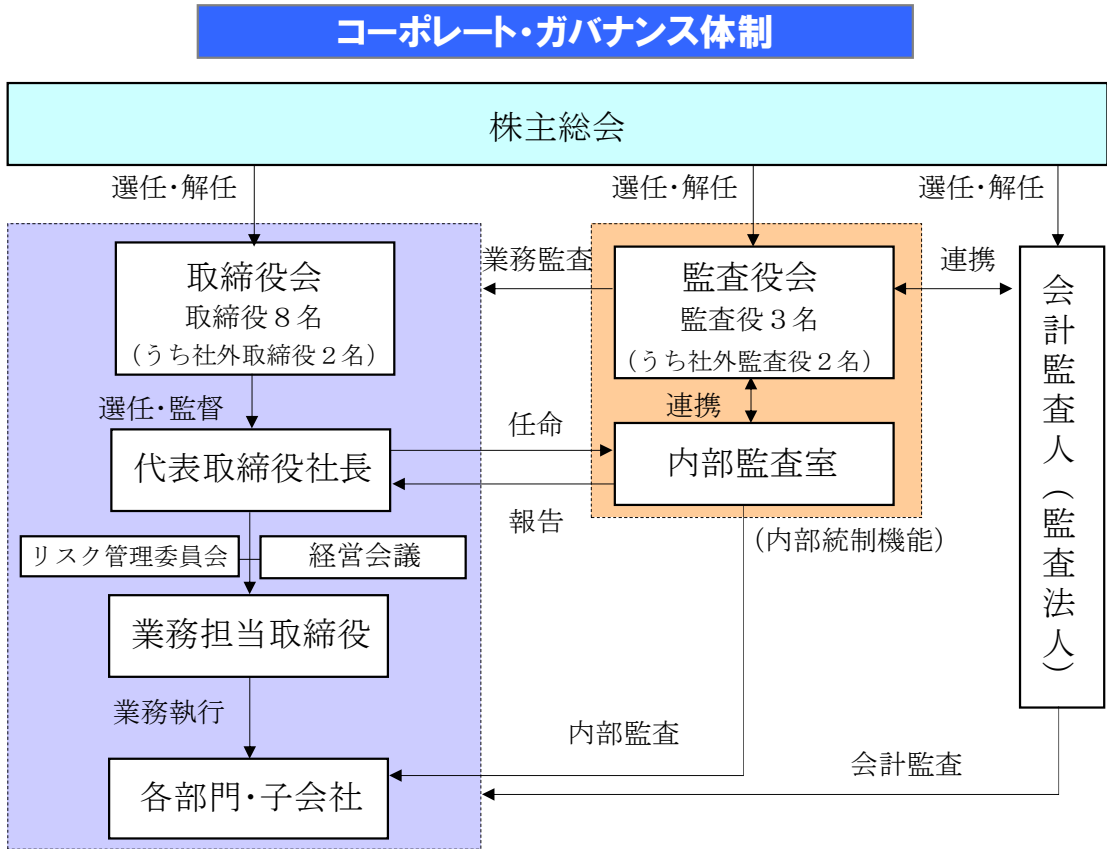 コーポレート・ガバナンス体制
株主総会
選任・解任
選任・解任
選任・解任
取締役会
取締役８名
（うち社外取締役２名）
業務監査
監査役会
監査役３名
（うち社外監査役２名）
連携
会計監査人（監査法人）
選任・監督
連携
代表取締役社長
任命
報告
内部監査室
（内部統制機能）
リスク管理委員会
経営会議
業務担当取締役
業務執行
内部監査
会計監査
各部門・子会社